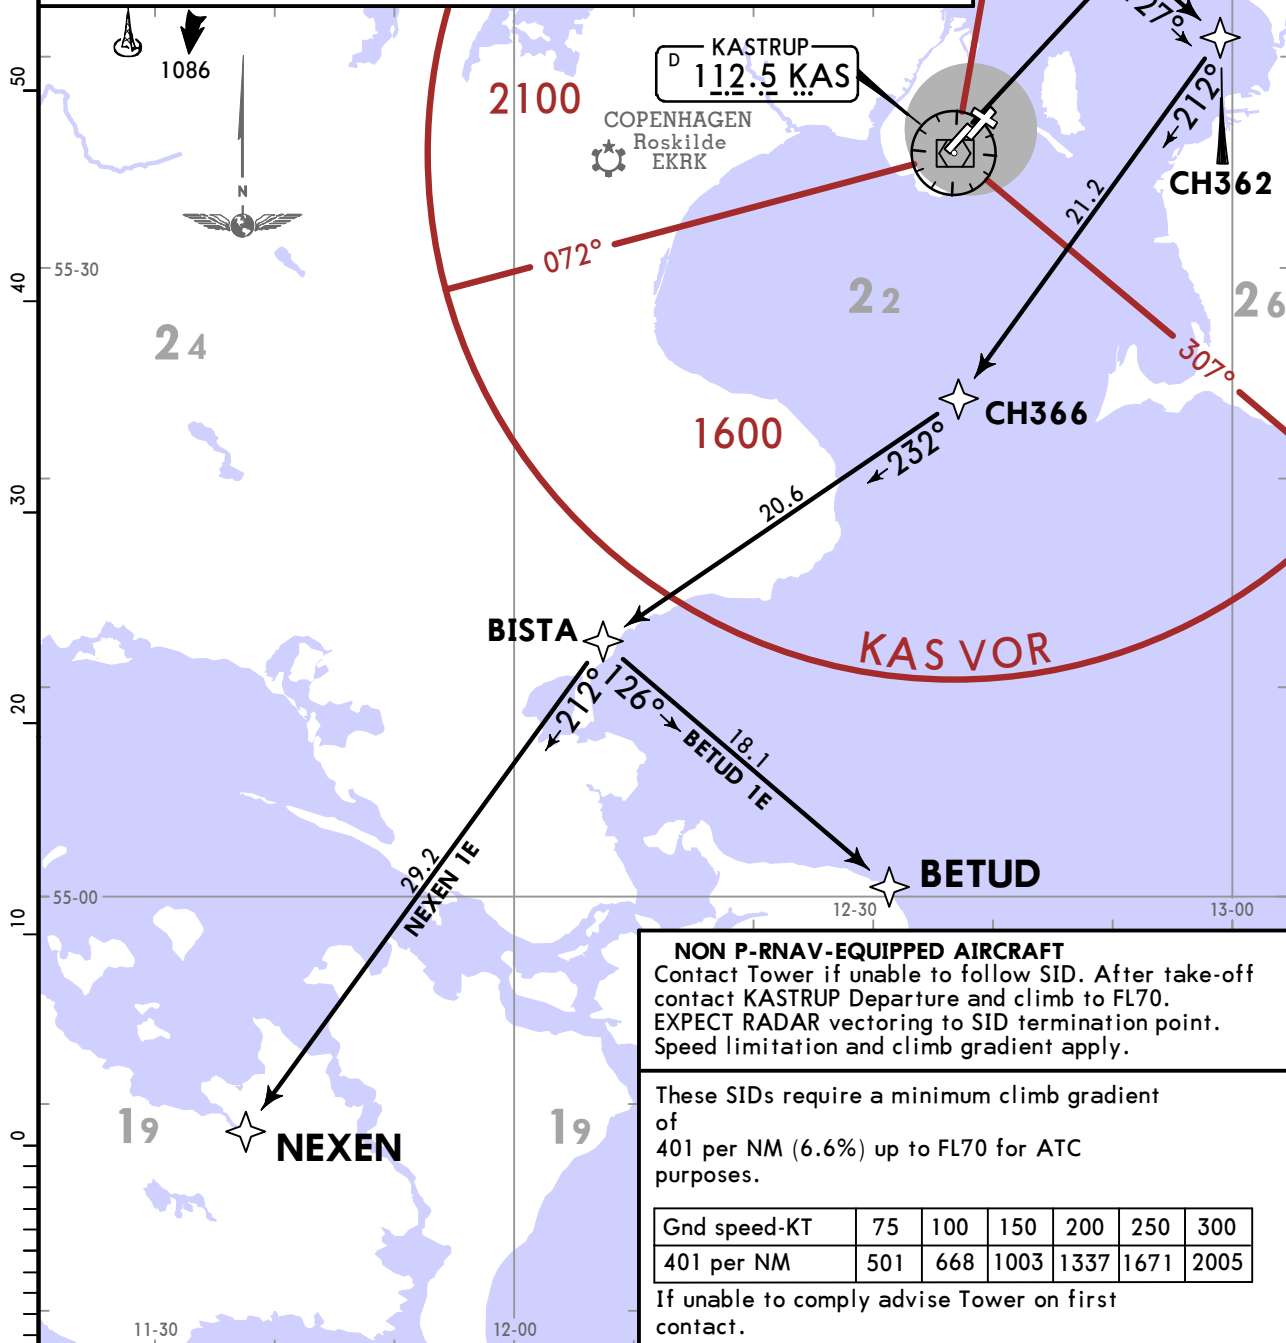 127°
50
1086
KASTRUP
D 112.5 KAS
2100
COPENHAGEN
Roskilde
EKRK
212°
CH362
N
21.2
072°
55-30
40
24
22
26
307°
CH366
1600
232°
20.6
30
BISTA
KAS VOR
212°
126°
20
18.1
BETUD 1E
29.2
NEXEN 1E
BETUD
55-00
12-30
13-00
10
NON P-RNAV-EQUIPPED AIRCRAFT
Contact Tower if unable to follow SID. After take-off
contact KASTRUP Departure and climb to FL70.
EXPECT RADAR vectoring to SID termination point.
Speed limitation and climb gradient apply.
These SIDs require a minimum climb gradient
of
401 per NM (6.6%) up to FL70 for ATC
purposes.
19
19
0
NEXEN
Gnd speed-KT 75 100 150 200 250 300
401 per NM 501 668 1003 1337 1671 2005
If unable to comply advise Tower on first
contact.
11-30
12-00